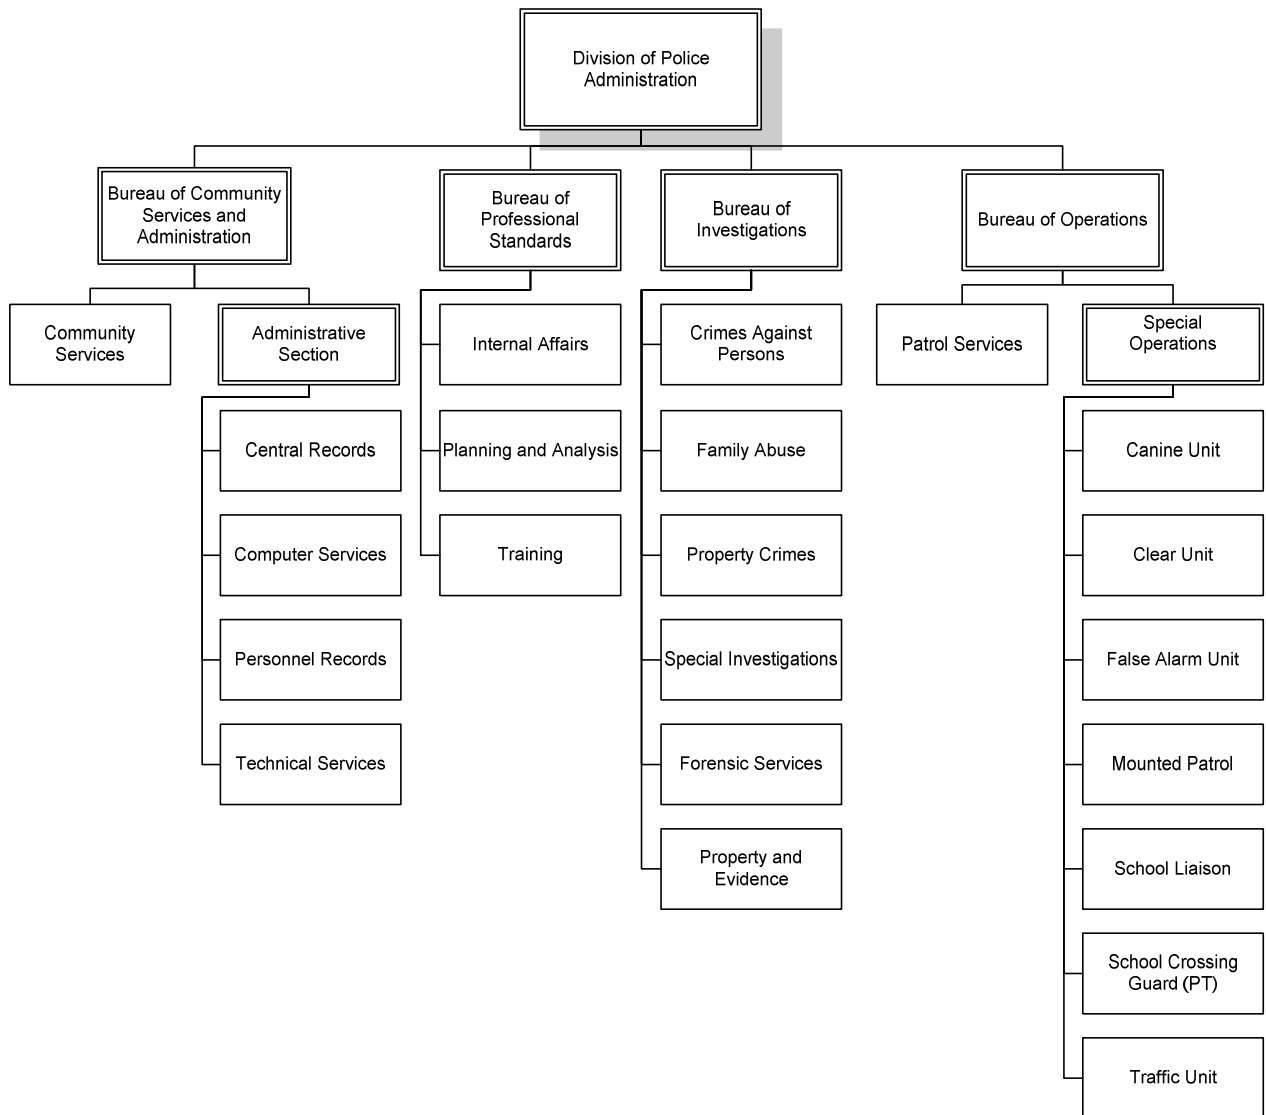 Division of Police
Administration
Bureau of Community
Services and
Administration
Bureau of
Professional
Standards
Bureau of
Investigations
Bureau of Operations
Community
Services
Administrative
Section
Internal Affairs
Crimes Against
Persons
Patrol Services
Special
Operations
Central Records
Planning and Analysis
Family Abuse
Canine Unit
Computer Services
Training
Property Crimes
Clear Unit
Personnel Records
Special Investigations
False Alarm Unit
Technical Services
Forensic Services
Mounted Patrol
Property and
Evidence
School Liaison
School Crossing
Guard (PT)
Traffic Unit